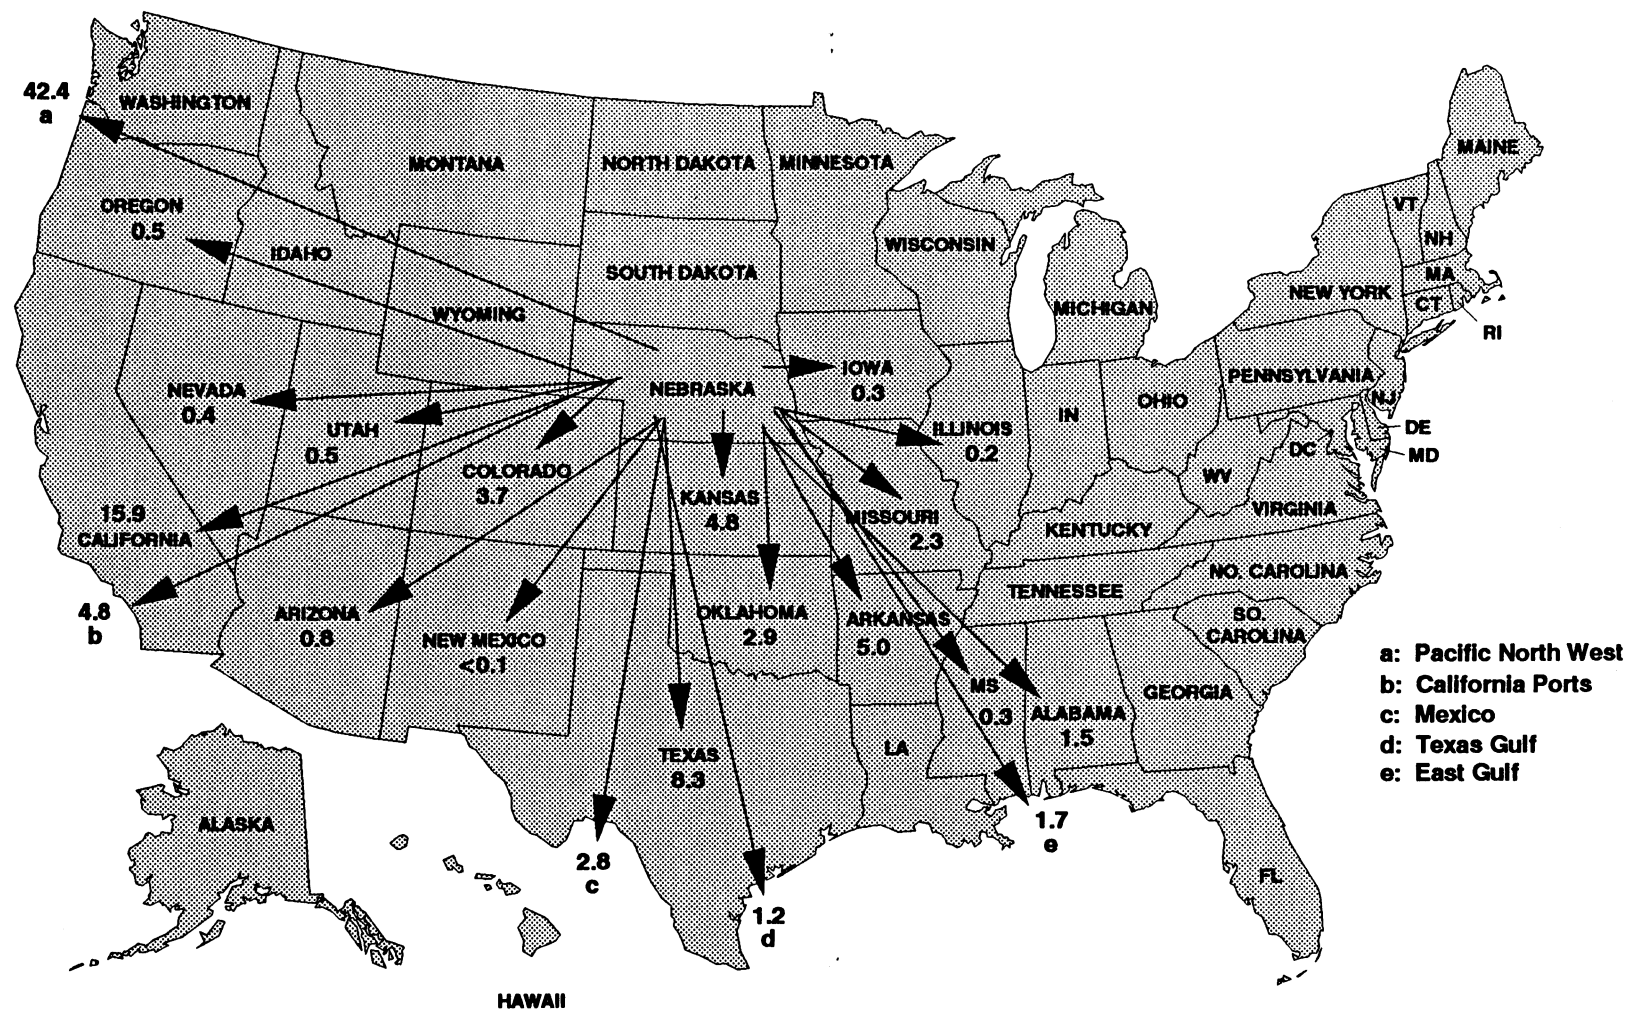 42.4
a
WASHINGTON
MONTANA
NORTH DAKOTA
MINNESOTA
MAINE
OREGON
0.5
IDAHO
WYOMING
SOUTH DAKOTA
WISCONSIN
MICHIGAN
VT
NH
MA
NEW YORK
CT
RI
NEVADA
0.4
UTAH
0.5
NEBRASKA
IOWA
0.3
ILLINOIS
0.2
IN
OHIO
PENNSYLVANIA
NJ
DE
DC
MD
WV
VIRGINIA
COLORADO
3.7
KANSAS
4.8
MISSOURI
2.3
KENTUCKY
15.9
CALIFORNIA
4.8
b
ARIZONA
0.8
NEW MEXICO
<0.1
OKLAHOMA
2.9
ARKANSAS
5.0
TENNESSEE
NO. CAROLINA
SO.
CAROLINA
MS
0.3
ALABAMA
1.5
GEORGIA
TEXAS
8.3
LA
FL
2.8
c
1.2
d
1.7
e
ALASKA
HAWAII
a: Pacific North West
b: California Ports
c: Mexico
d: Texas Gulf
e: East Gulf